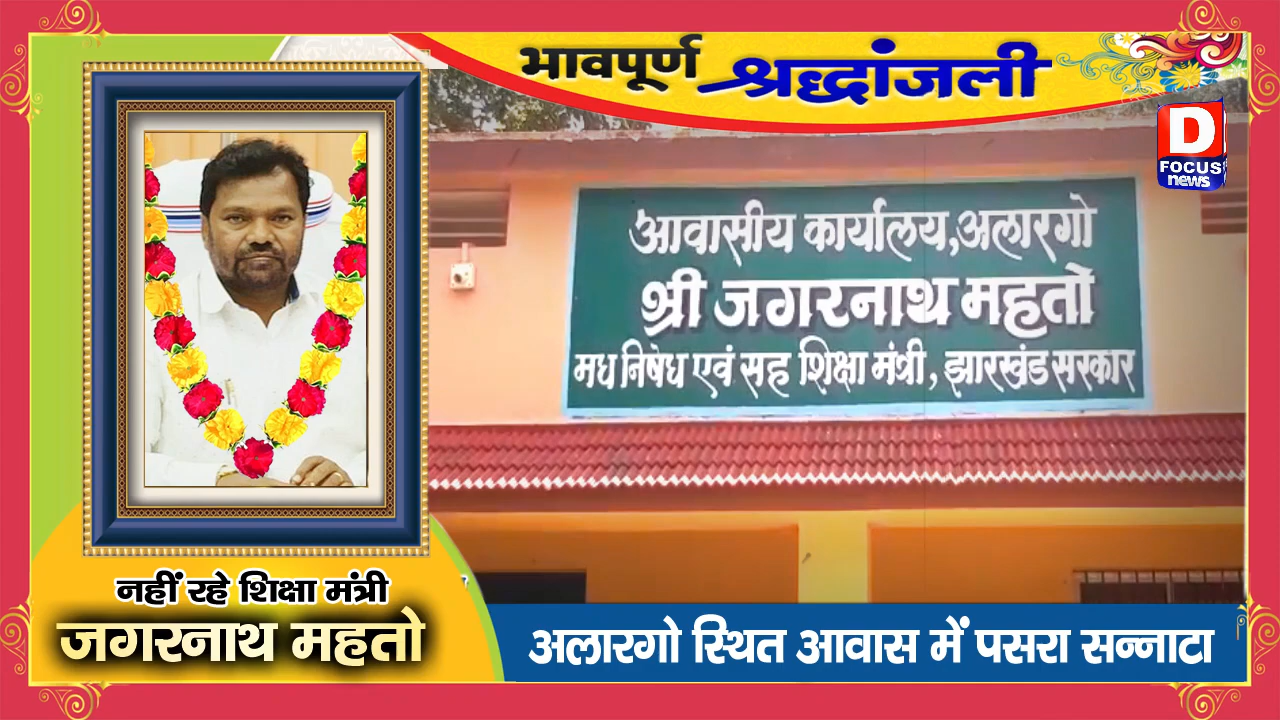 भावपूर्ण श्रद्धांजली
D
FOCUS
news
आवासीय कार्यालय,अलारगो
श्री जगरनाथ महतो
मध निषेध एवं सह शिक्षा मंत्री, झारखंड सरकार
नहीं रहे शिक्षा मंत्री
जगरनाथ महतो
अलारगो स्थित आवास में पसरा सन्नाटा